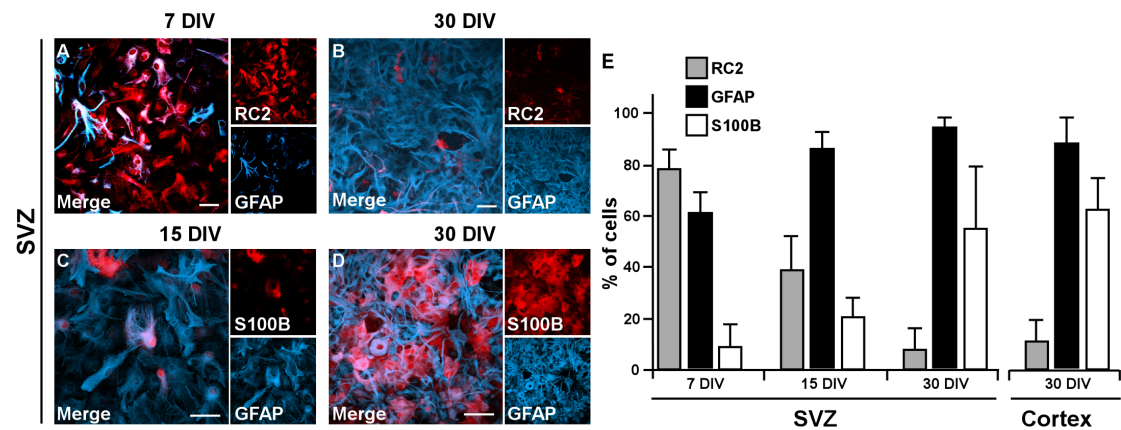 7 DIV
30 DIV
SVZ
A
RC2
Merge
GFAP
B
RC2
Merge
GFAP
15 DIV
30 DIV
C
S100B
Merge
GFAP
D
S100B
Merge
GFAP
E
RC2
GFAP
S100B
% of cells
100
80
60
40
20
0
7 DIV
15 DIV
30 DIV
30 DIV
SVZ
Cortex